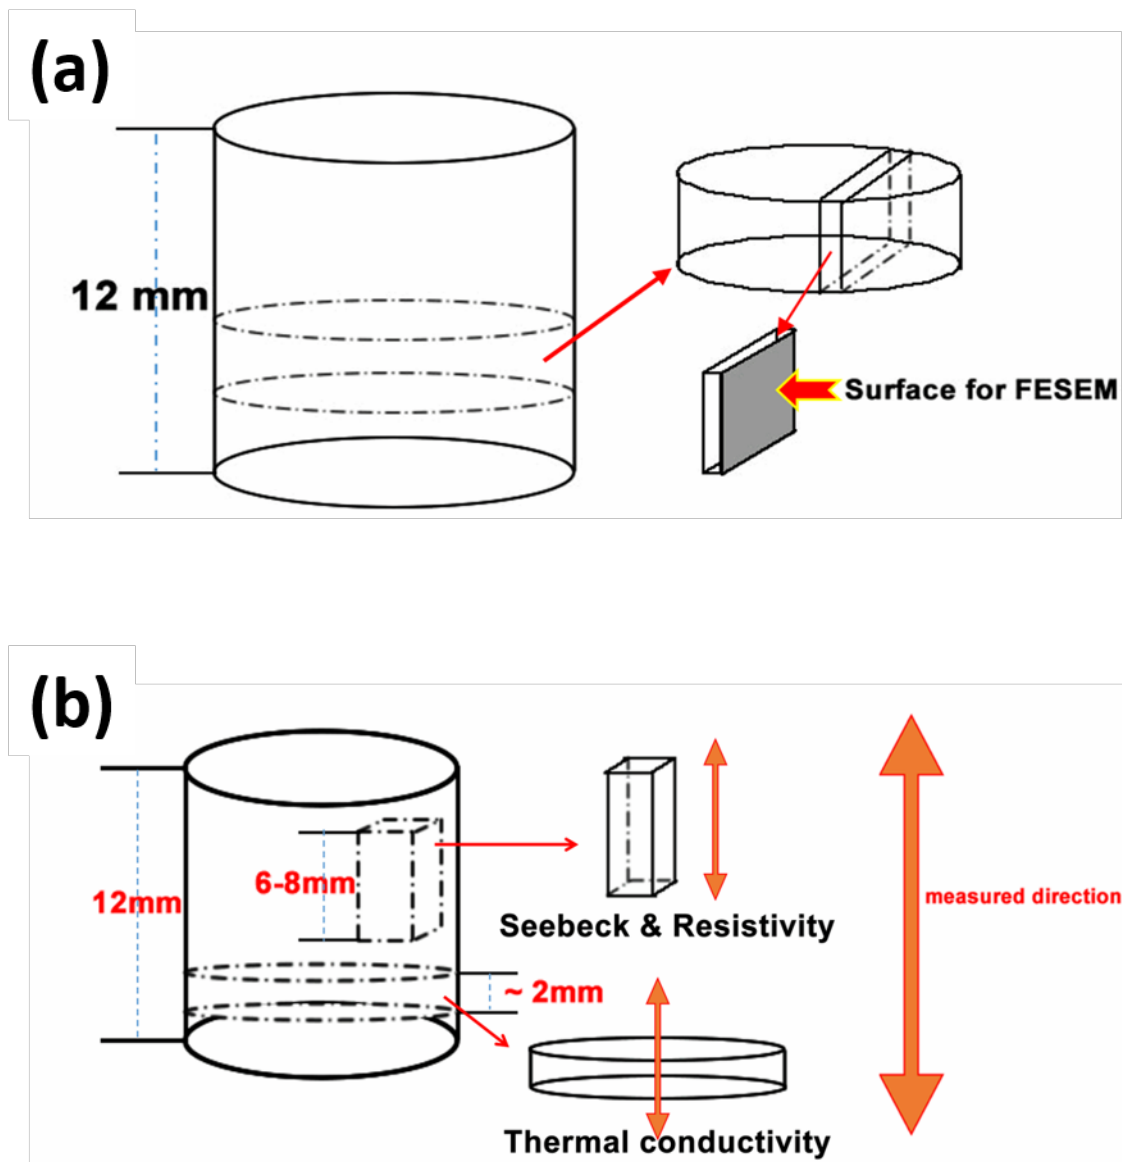 (a)
12 mm
Surface for FESEM
(b)
12mm
6-8mm
Seebeck & Resistivity
measured direction
~ 2mm
Thermal conductivity